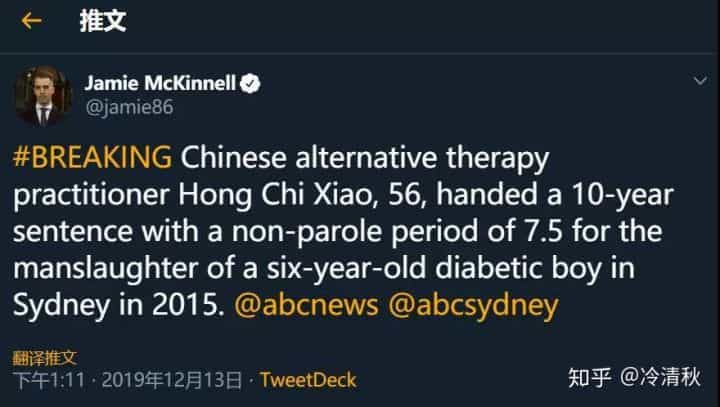 推文
Jamie McKinnell
@jamie86
#BREAKING Chinese alternative therapy
practitioner Hong Chi Xiao, 56, handed a 10-year
sentence with a non-parole period of 7.5 for the
manslaughter of a six-year-old diabetic boy in
Sydney in 2015. @abcnews @abcsydney
翻译推文
下午1:11 · 2019年12月13日 · TweetDeck
知乎 @冷清秋